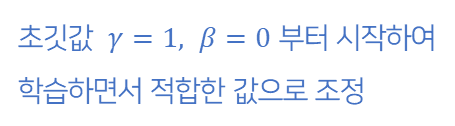 초깃값 γ = 1, β = 0 부터 시작하여
학습하면서 적합한 값으로 조정